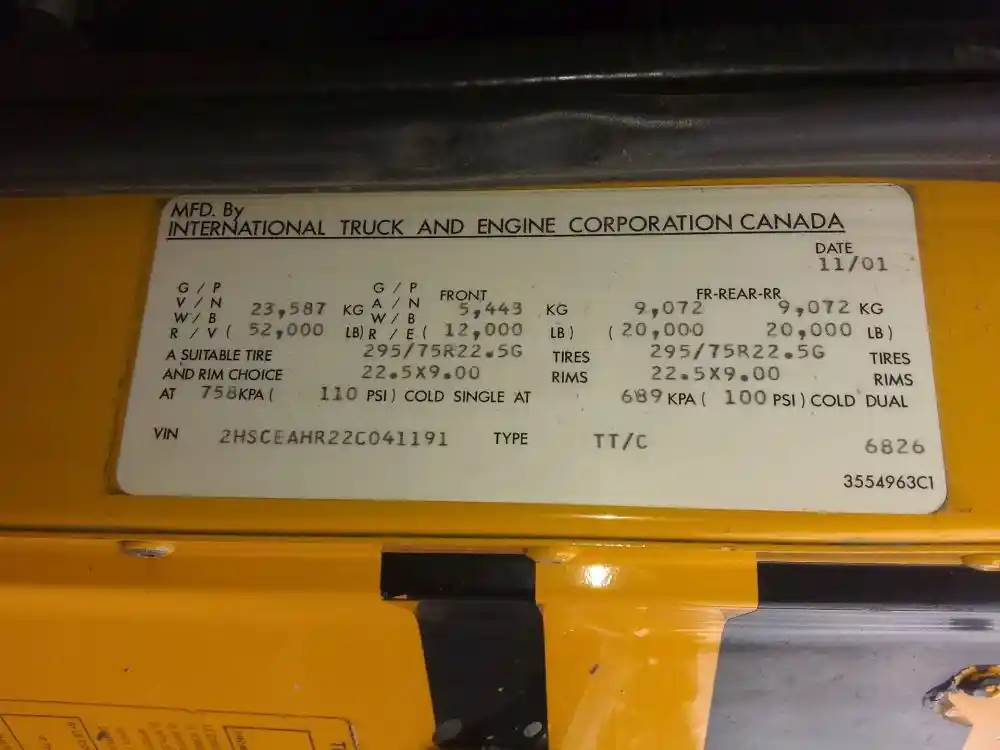 MFD. By
INTERNATIONAL TRUCK AND ENGINE CORPORATION CANADA
DATE
11/01
G / P G / P
V / N 23,587 KG A / N FRONT 5,443 KG FR-REAR-RR 9,072 9,072 KG
W / B W / B
R / V ( 52,000 LB) R / E ( 12,000 LB) ( 20,000 20,000 LB )
A SUITABLE TIRE 295/75R22.5G TIRES 295/75R22.5G TIRES
AND RIM CHOICE 22.5X9.00 RIMS 22.5X9.00 RIMS
AT 758KPA ( 110 PSI ) COLD SINGLE AT 689 KPA ( 100 PSI ) COLD DUAL
VIN 2HSCEAHR22C041191 TYPE TT/C 6826
3554963C1